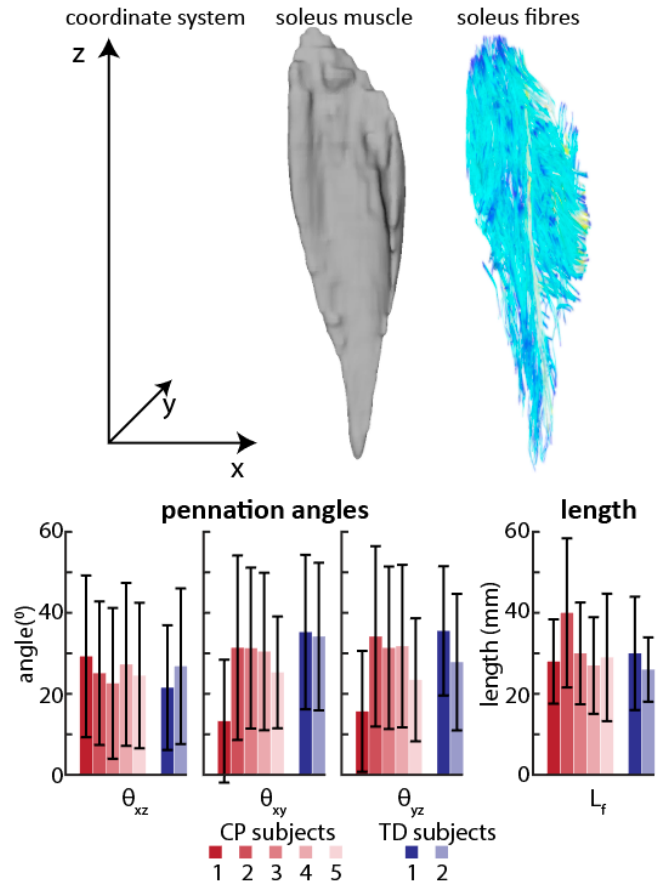 coordinate system soleus muscle soleus fibres
z
y
x
pennation angles length
60 60
40 40
20 20
0 0
angle(⁰)
length (mm)
θxz θxy θyz Lf
CP subjects TD subjects
1 2 3 4 5 1 2